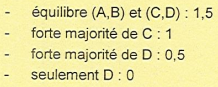 - équilibre (A,B) et (C,D) : 1,5
- forte majorité de C : 1
- forte majorité de D : 0,5
- seulement D : 0